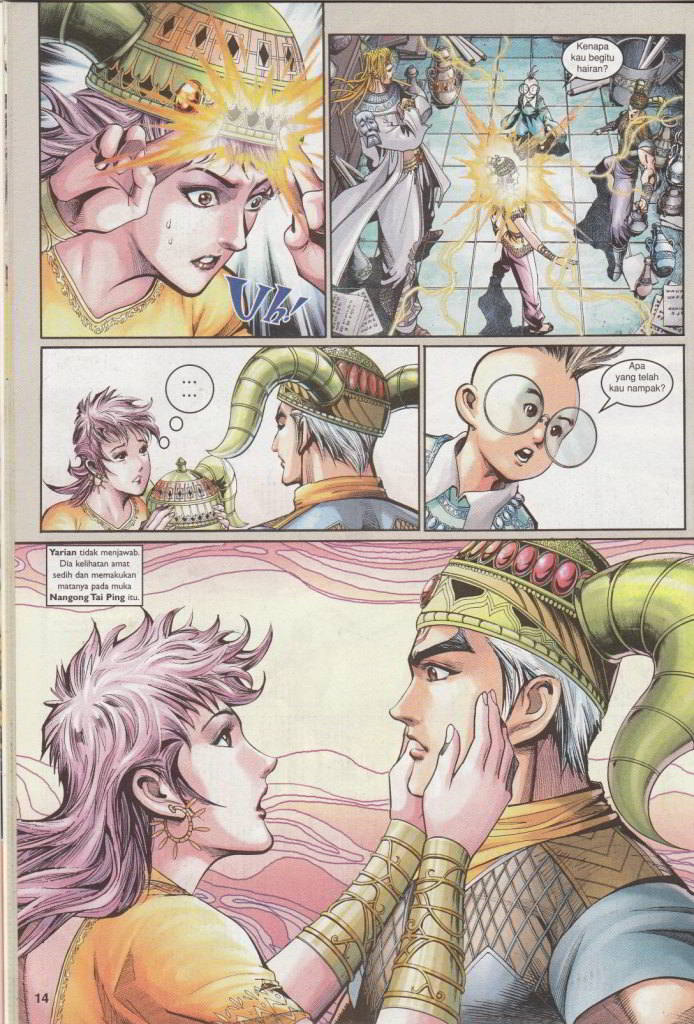 Uh!
Kenapa
kau begitu
hairan?
...
...
Apa
yang telah
kau nampak?
Yarian tidak menjawab.
Dia kelihatan amat
sedih dan memakukan
matanya pada muka
Nangong Tai Ping itu.
14